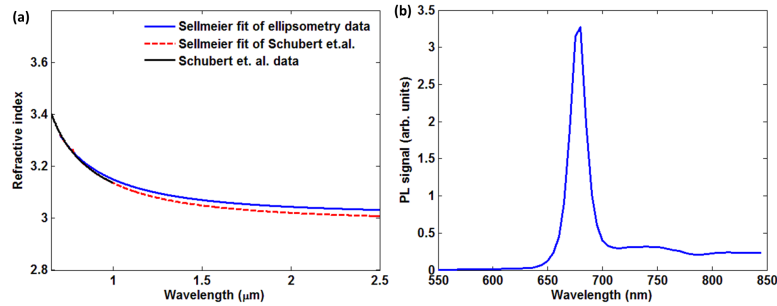 (a)
Sellmeier fit of ellipsometry data
Sellmeier fit of Schubert et.al.
Schubert et. al. data
Refractive index
3.4
3.2
3
2.8
1
1.5
2
2.5
Wavelength (μm)
(b)
PL signal (arb. units)
3.5
3
2.5
2
1.5
1
0.5
0
550
600
650
700
750
800
850
Wavelength (nm)